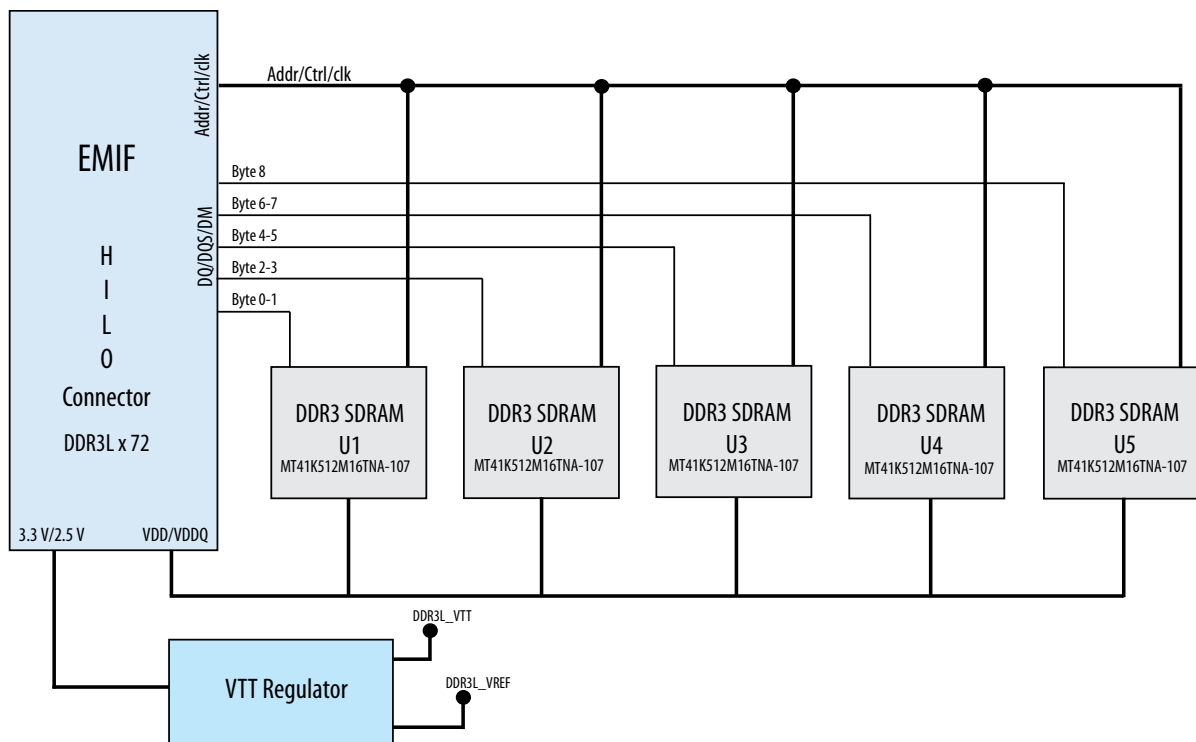 Addr/Ctrl/clk
Addr/Ctrl/clk
EMIF
H
I
L
O
Connector
DDR3L x 72
DQ/DQS/DM
Byte 8
Byte 6-7
Byte 4-5
Byte 2-3
Byte 0-1
3.3 V/2.5 V
VDD/VDDQ
DDR3 SDRAM
U1
MT41K512M16TNA-107
DDR3 SDRAM
U2
MT41K512M16TNA-107
DDR3 SDRAM
U3
MT41K512M16TNA-107
DDR3 SDRAM
U4
MT41K512M16TNA-107
DDR3 SDRAM
U5
MT41K512M16TNA-107
DDR3L_VTT
VTT Regulator
DDR3L_VREF